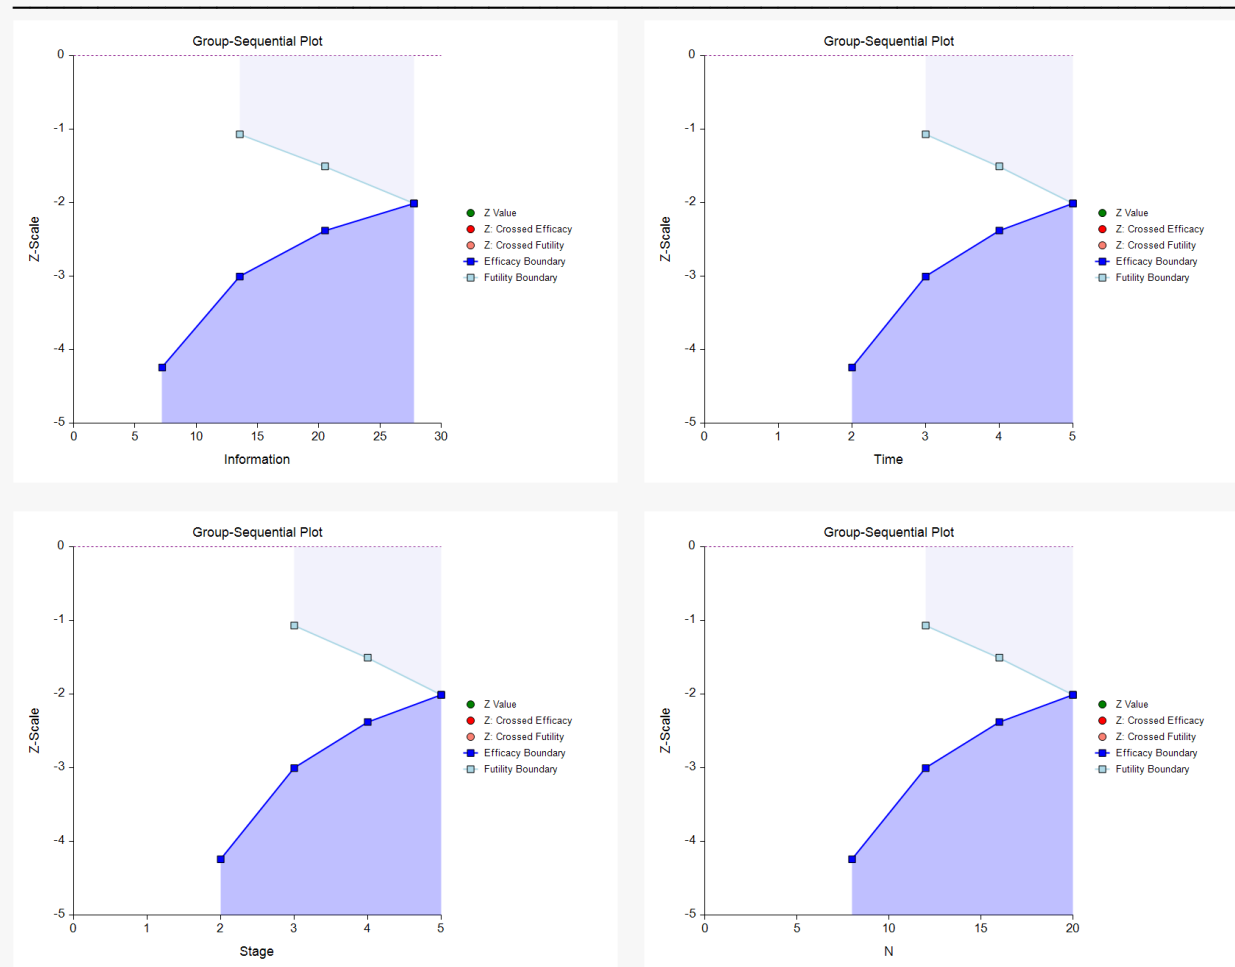 Group-Sequential Plot
0
-1
-2
-3
-4
-5
Z-Scale
0 5 10 15 20 25 30
Information
Z Value
Z: Crossed Efficacy
Z: Crossed Futility
Efficacy Boundary
Futility Boundary
Group-Sequential Plot
0
-1
-2
-3
-4
-5
Z-Scale
0 1 2 3 4 5
Time
Z Value
Z: Crossed Efficacy
Z: Crossed Futility
Efficacy Boundary
Futility Boundary
Group-Sequential Plot
0
-1
-2
-3
-4
-5
Z-Scale
0 1 2 3 4 5
Stage
Z Value
Z: Crossed Efficacy
Z: Crossed Futility
Efficacy Boundary
Futility Boundary
Group-Sequential Plot
0
-1
-2
-3
-4
-5
Z-Scale
0 5 10 15 20
N
Z Value
Z: Crossed Efficacy
Z: Crossed Futility
Efficacy Boundary
Futility Boundary